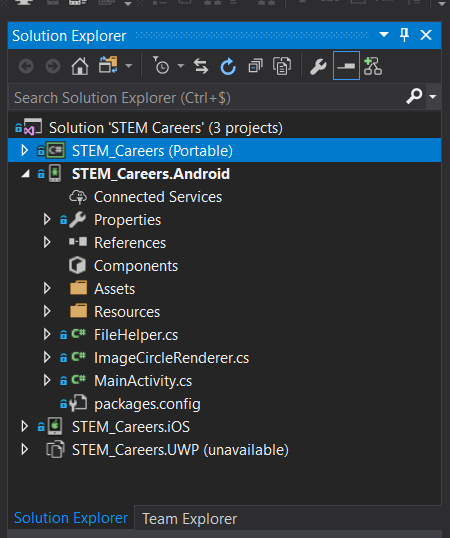 Solution Explorer
Search Solution Explorer (Ctrl+$)
Solution 'STEM Careers' (3 projects)
C# STEM_Careers (Portable)
STEM_Careers.Android
Connected Services
Properties
References
Components
Assets
Resources
C# FileHelper.cs
C# ImageCircleRenderer.cs
C# MainActivity.cs
packages.config
STEM_Careers.iOS
STEM_Careers.UWP (unavailable)
Solution Explorer Team Explorer